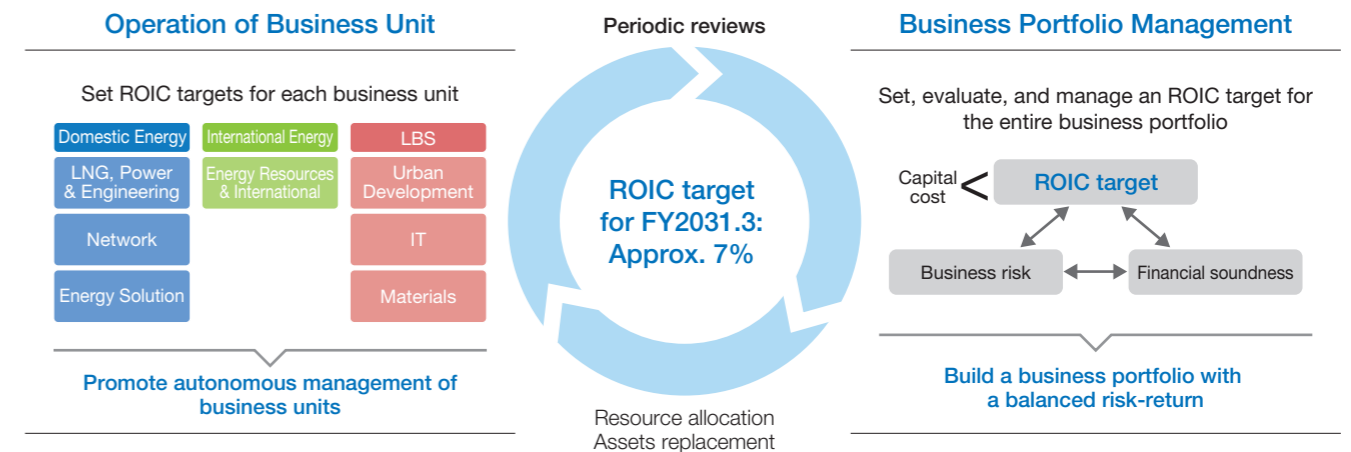 Operation of Business Unit
Set ROIC targets for each business unit
Domestic Energy
LNG, Power
& Engineering
Network
Energy Solution
International Energy
Energy Resources
& International
LBS
Urban
Development
IT
Materials
Promote autonomous management of
business units
Periodic reviews
ROIC target
for FY2031.3:
Approx. 7%
Resource allocation
Assets replacement
Business Portfolio Management
Set, evaluate, and manage an ROIC target for
the entire business portfolio
Capital
cost
<
ROIC target
Business risk
Financial soundness
Build a business portfolio with
a balanced risk-return